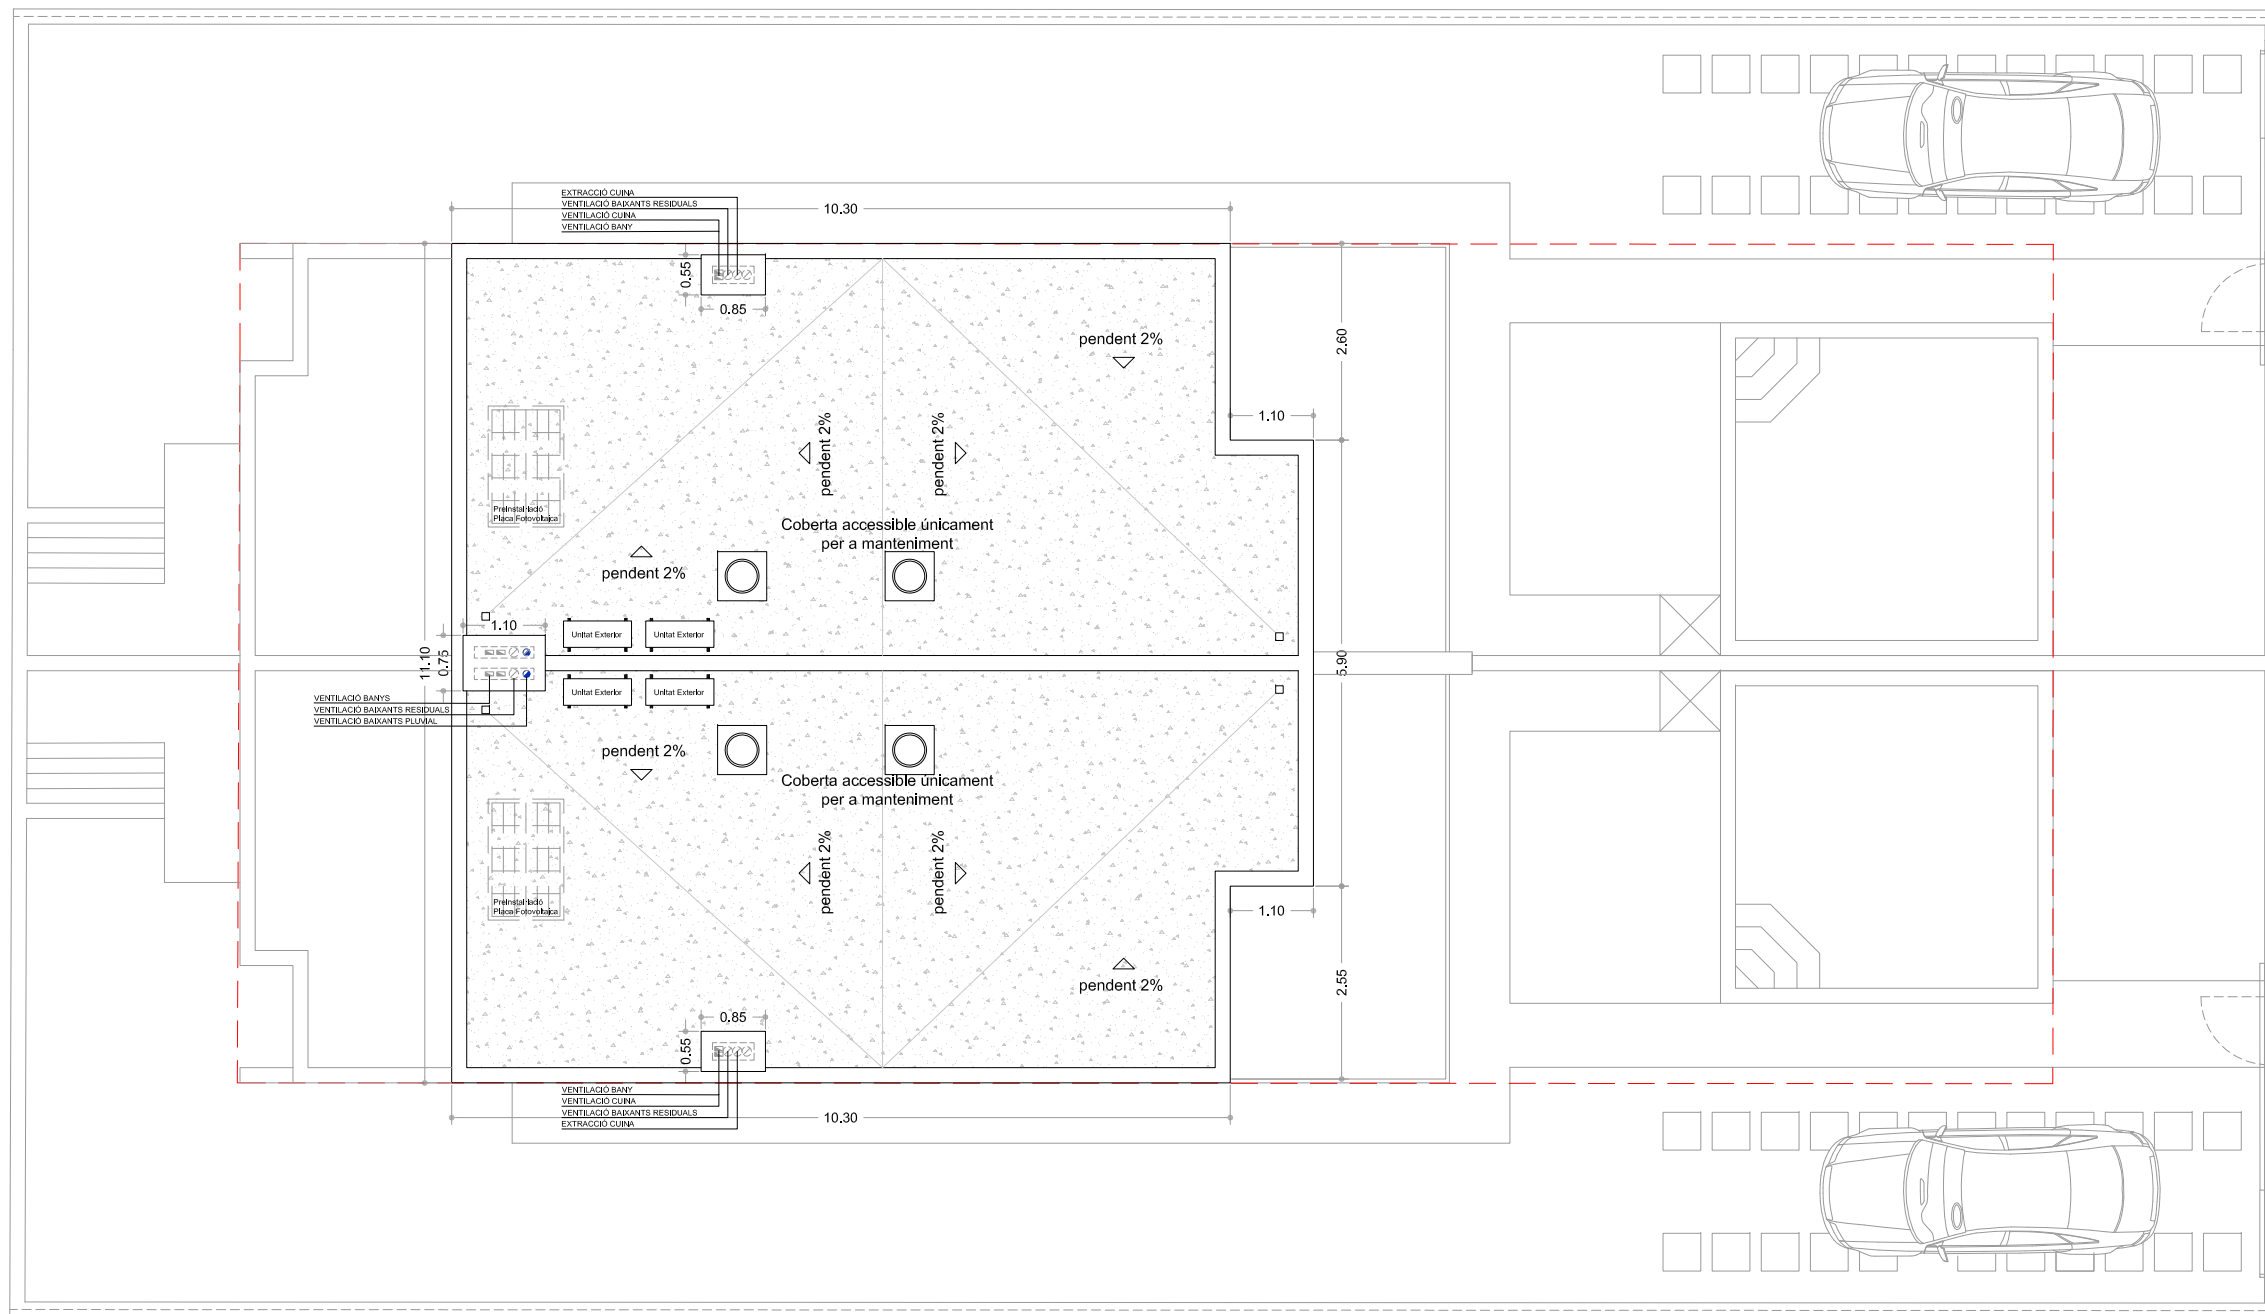 EXTRACCIÓ CUINA
VENTILACIÓ BAIXANTS RESIDUALS
VENTILACIÓ CUINA
VENTILACIÓ BANY
10.30
0.55
0.85
2.60
pendent 2%
1.10
pendent 2%
pendent 2%
PreInstal·lació
Placa Fotovoltaica
Coberta accessible únicament
per a manteniment
pendent 2%
1.10
Unitat Exterior
Unitat Exterior
11.10
0.75
5.90
Unitat Exterior
Unitat Exterior
VENTILACIÓ BANYS
VENTILACIÓ BAIXANTS RESIDUALS
VENTILACIÓ BAIXANTS PLUVIAL
pendent 2%
Coberta accessible únicament
per a manteniment
pendent 2%
pendent 2%
PreInstal·lació
Placa Fotovoltaica
1.10
2.55
pendent 2%
0.85
0.55
VENTILACIÓ BANY
VENTILACIÓ CUINA
VENTILACIÓ BAIXANTS RESIDUALS
EXTRACCIÓ CUINA
10.30